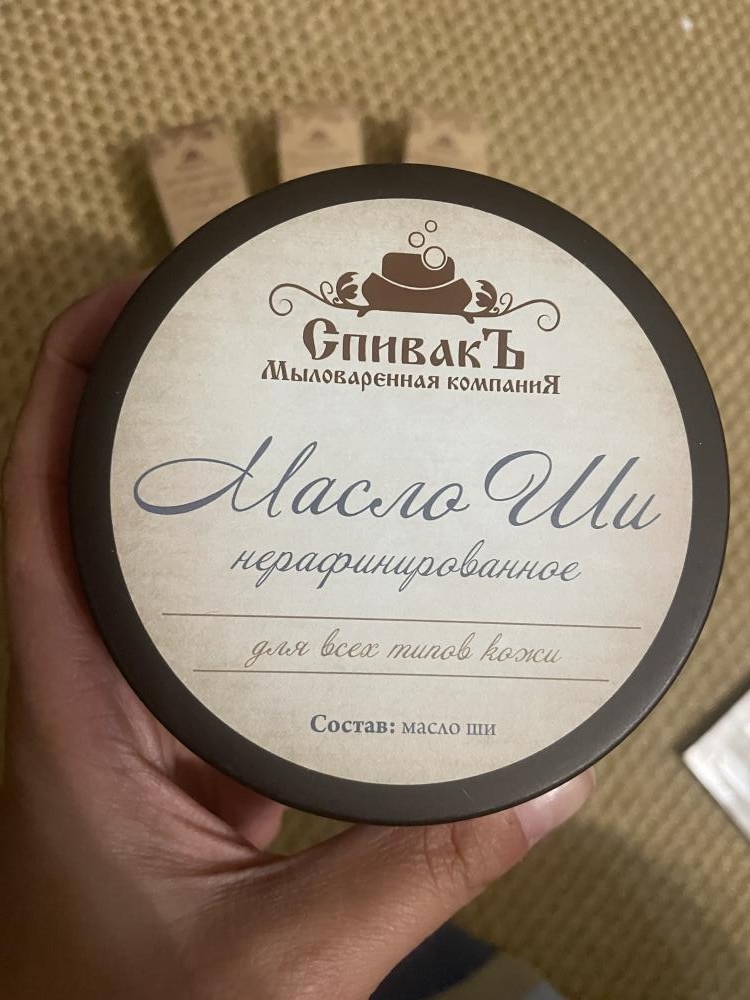 СпивакЪ
Мыловаренная компаниЯ
Масло Ши
нерафинированное
для всех типов кожи
Состав: масло ши